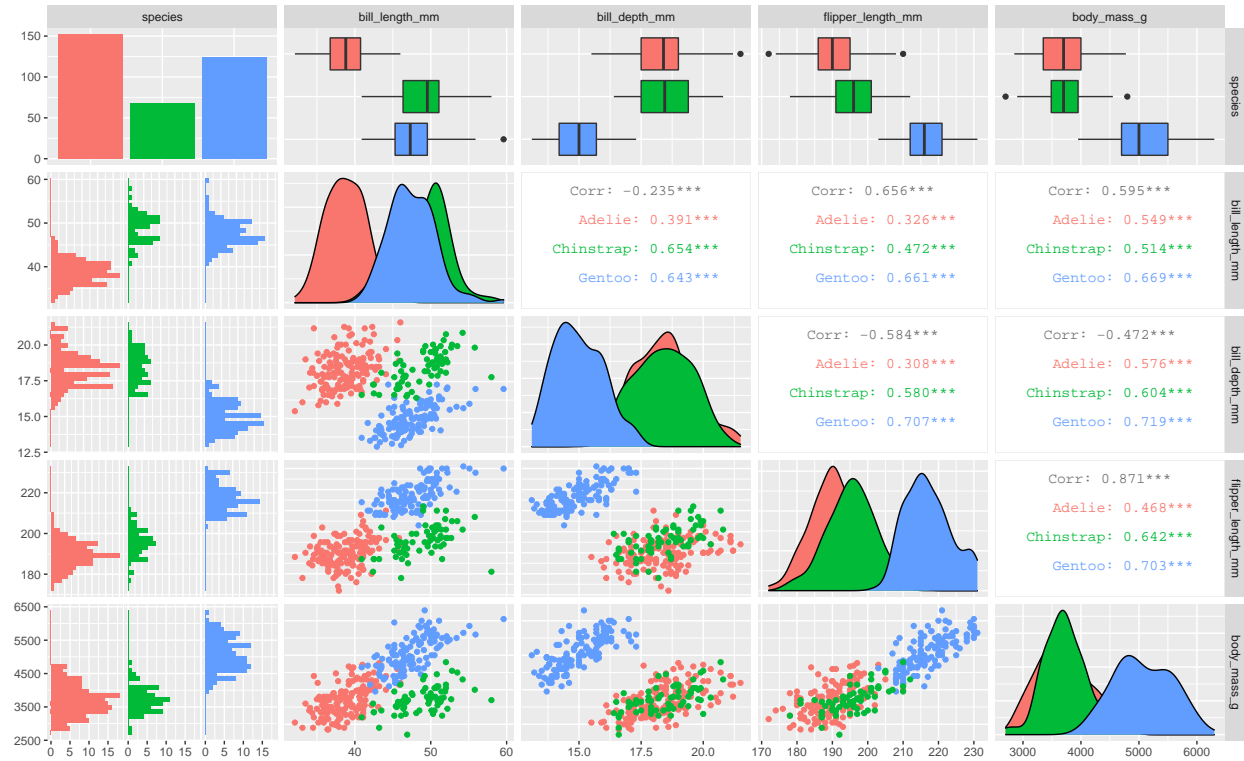 species bill_length_mm bill_depth_mm flipper_length_mm body_mass_g
150
100
50
0
species
60
50
40
Corr: -0.235***
Adelie: 0.391***
Chinstrap: 0.654***
Gentoo: 0.643***
Corr: 0.656***
Adelie: 0.326***
Chinstrap: 0.472***
Gentoo: 0.661***
Corr: 0.595***
Adelie: 0.549***
Chinstrap: 0.514***
Gentoo: 0.669***
bill_length_mm
20.0
17.5
15.0
12.5
Corr: -0.584***
Adelie: 0.308***
Chinstrap: 0.580***
Gentoo: 0.707***
Corr: -0.472***
Adelie: 0.576***
Chinstrap: 0.604***
Gentoo: 0.719***
bill_depth_mm
220
200
180
Corr: 0.871***
Adelie: 0.468***
Chinstrap: 0.642***
Gentoo: 0.703***
flipper_length_mm
6500
5500
4500
3500
2500
body_mass_g
0 5 10 15 0 5 10 15 0 5 10 15 40 50 60 15.0 17.5 20.0 170 180 190 200 210 220 230 3000 4000 5000 6000